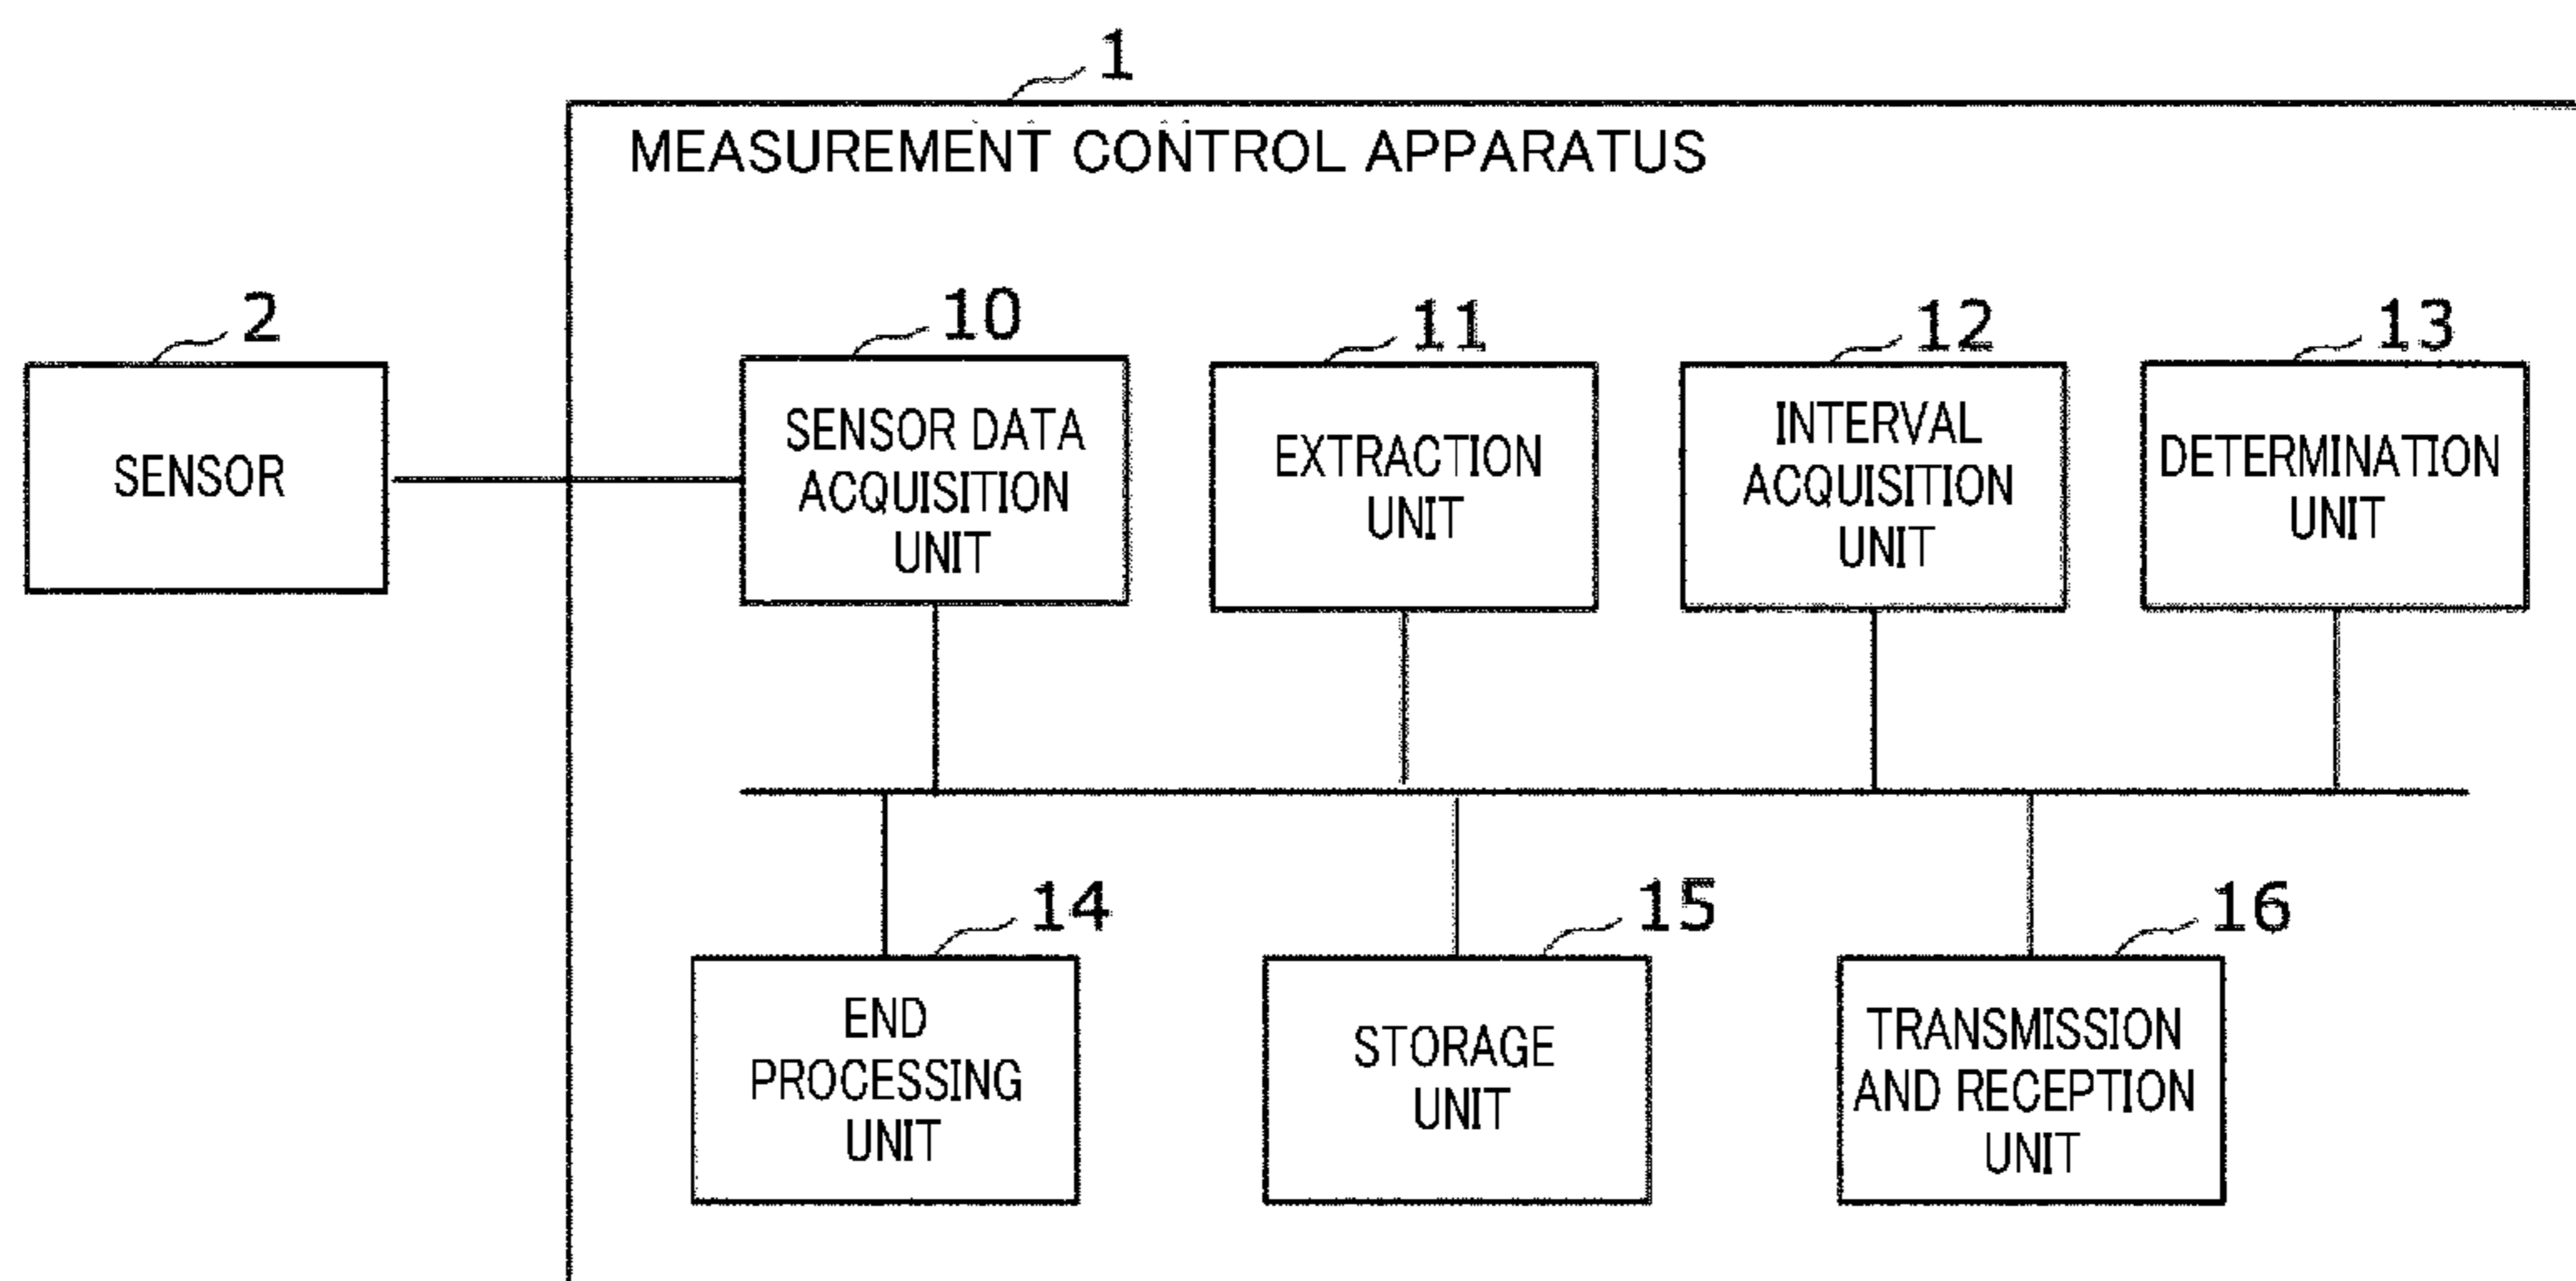 1
MEASUREMENT CONTROL APPARATUS
2
SENSOR
10
SENSOR DATA
ACQUISITION
UNIT
11
EXTRACTION
UNIT
12
INTERVAL
ACQUISITION
UNIT
13
DETERMINATION
UNIT
14
END
PROCESSING
UNIT
15
STORAGE
UNIT
16
TRANSMISSION
AND RECEPTION
UNIT